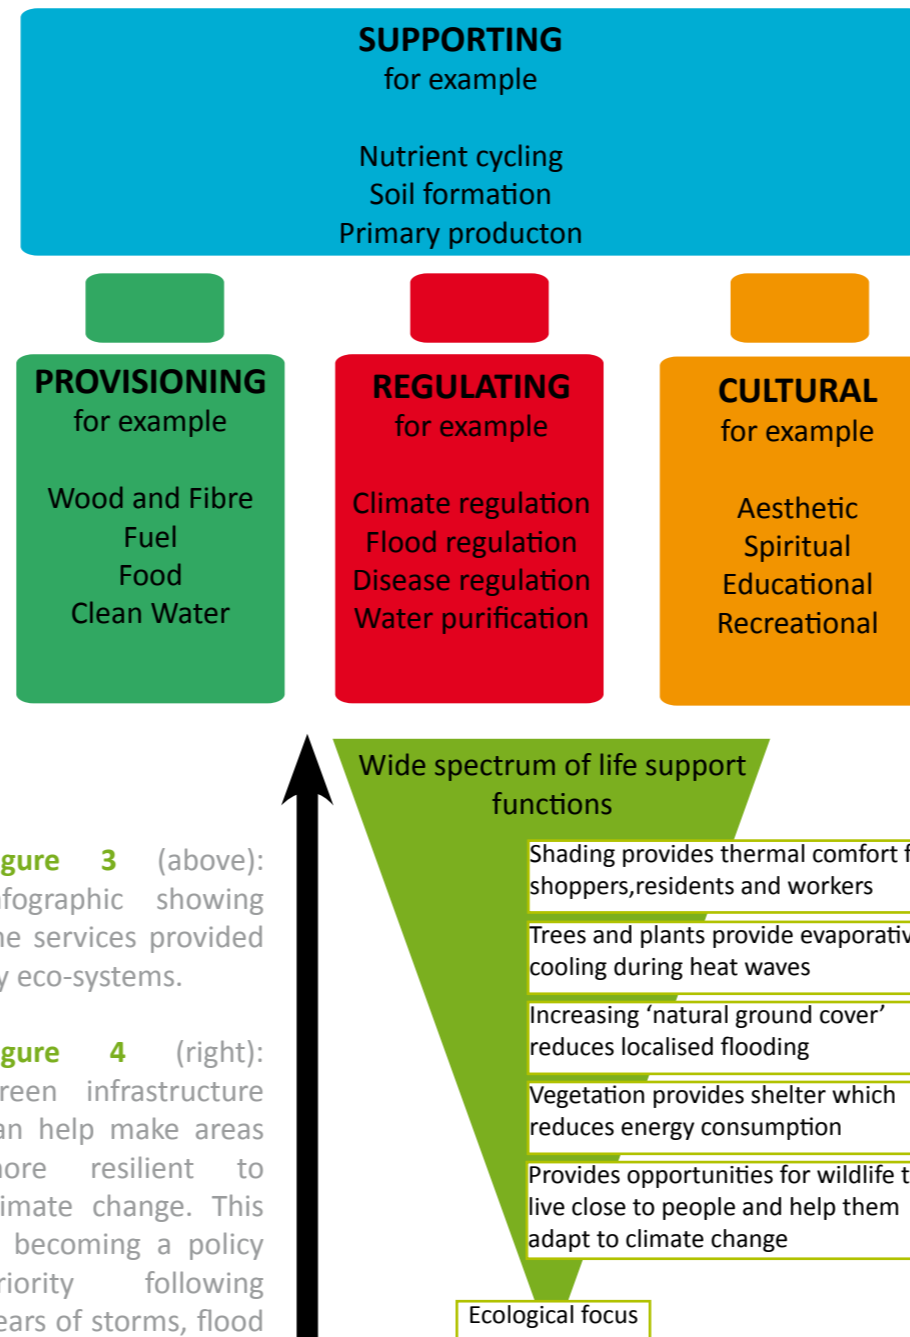 SUPPORTING
for example
Nutrient cycling
Soil formation
Primary producton
PROVISIONING
for example
Wood and Fibre
Fuel
Food
Clean Water
REGULATING
for example
Climate regulation
Flood regulation
Disease regulation
Water purification
CULTURAL
for example
Aesthetic
Spiritual
Educational
Recreational
gure 3 (above):
nfographic showing
he services provided
y eco-systems.
gure 4 (right):
reen infrastructure
an help make areas
ore resilient to
imate change. This
becoming a policy
riority following
ears of storms, flood
Wide spectrum of life support
functions
Shading provides thermal comfort f
shoppers,residents and workers
Trees and plants provide evaporativ
cooling during heat waves
Increasing ‘natural ground cover’
reduces localised flooding
Vegetation provides shelter which
reduces energy consumption
Provides opportunities for wildlife t
live close to people and help them
adapt to climate change
Ecological focus